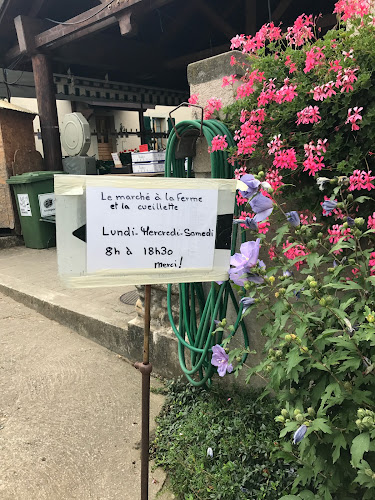 Le marché à la Ferme
et la cueillette
Lundi-Mercredi-Samedi
8h à 18h30
merci!